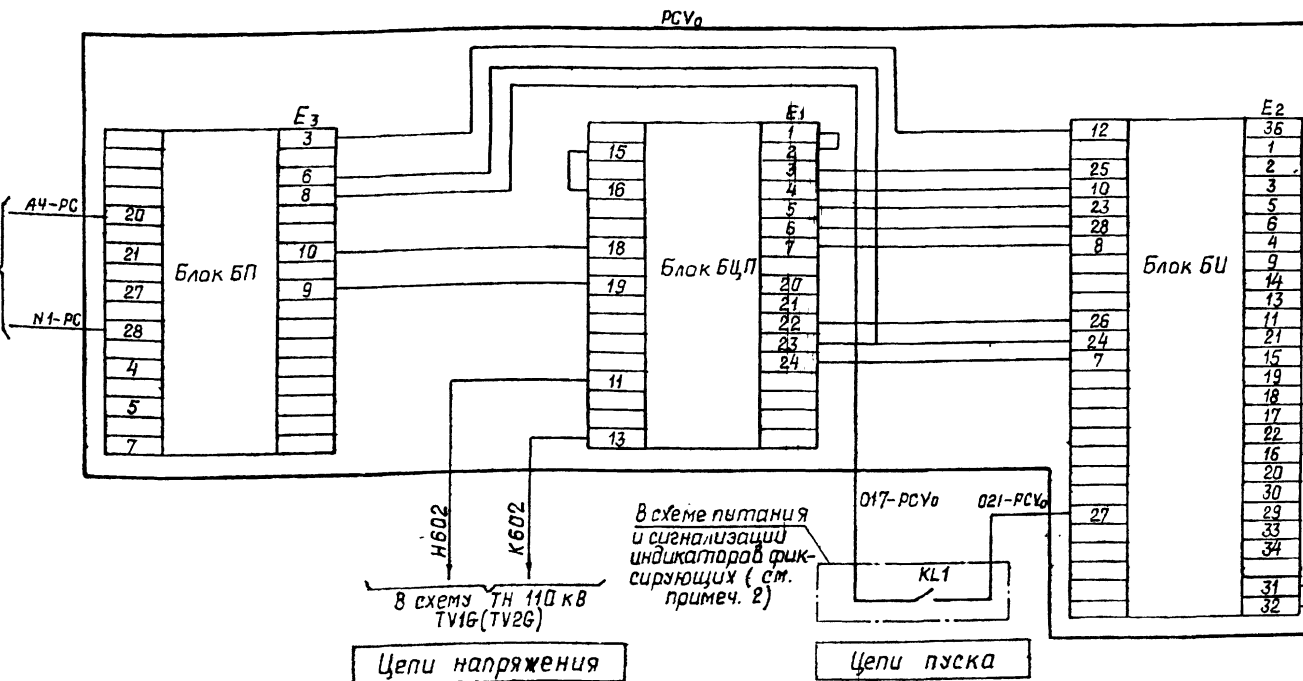 PCV₀
E3
3
6
8
10
9
20
21
27
28
4
5
7
Блок БП
А4-РС
N1-РС
E1
1
2
3
4
5
6
7
20
21
22
23
24
15
16
18
19
11
13
Блок БЦП
E2
12
25
10
23
28
8
26
24
7
27
Блок БИ
36
1
2
3
5
6
4
9
14
13
11
21
15
19
18
17
22
16
20
30
29
33
34
31
32
Н602
К602
В схему ТН 110 кВ
TV1G(TV2G)
Цепи напряжения
017-PCV₀
021-PCV₀
В схеме питания
и сигнализации
индикаторов фик-
сирующих ( см.
примеч. 2)
KL1
Цепи пуска